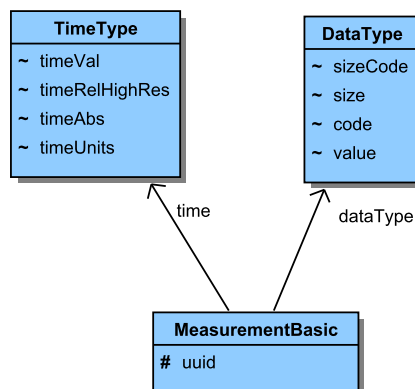 TimeType
~ timeVal
~ timeRelHighRes
~ timeAbs
~ timeUnits
DataType
~ sizeCode
~ size
~ code
~ value
time
dataType
MeasurementBasic
# uuid